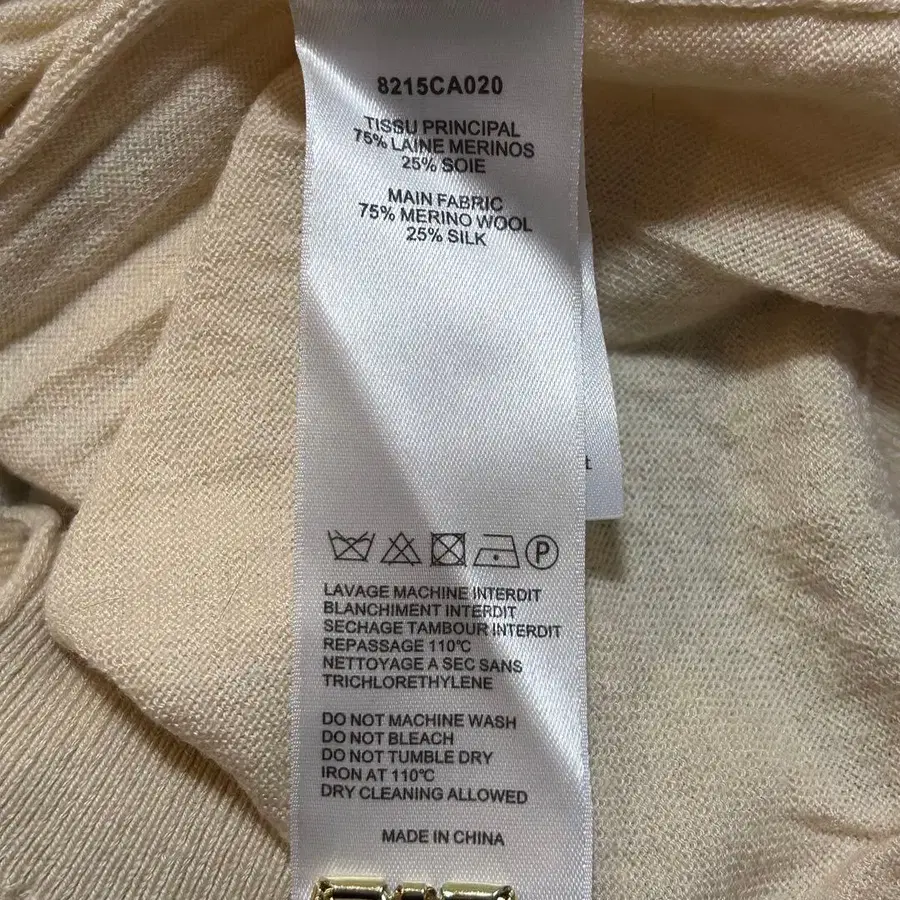 8215CA020
TISSU PRINCIPAL
75% LAINE MERINOS
25% SOIE
MAIN FABRIC
75% MERINO WOOL
25% SILK
P
LAVAGE MACHINE INTERDIT
BLANCHIMENT INTERDIT
SECHAGE TAMBOUR INTERDIT
REPASSAGE 110℃
NETTOYAGE A SEC SANS
TRICHLORETHYLENE
DO NOT MACHINE WASH
DO NOT BLEACH
DO NOT TUMBLE DRY
IRON AT 110℃
DRY CLEANING ALLOWED
MADE IN CHINA